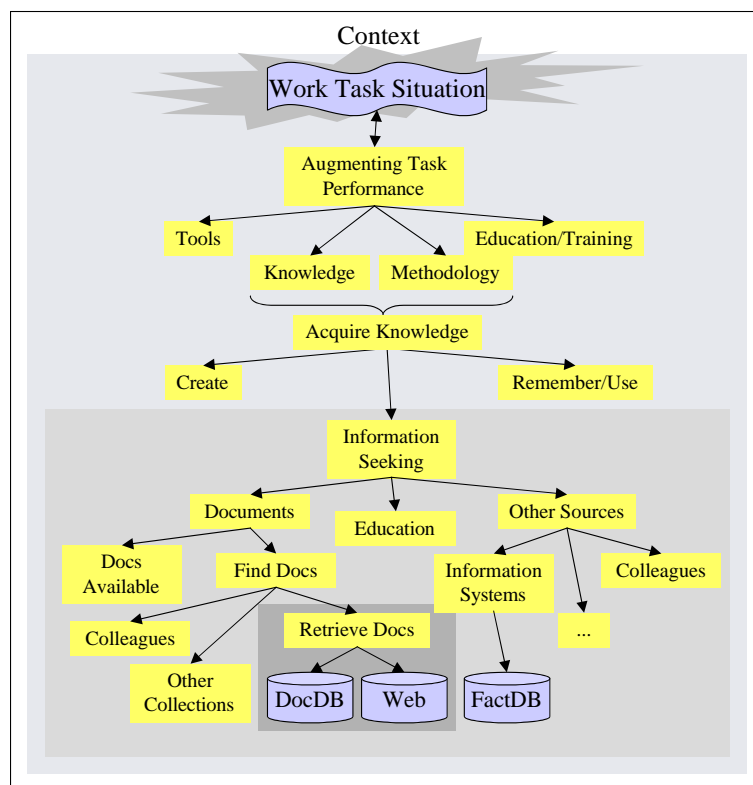 Context
Work Task Situation
Augmenting Task
Performance
Tools
Education/Training
Knowledge
Methodology
Acquire Knowledge
Create
Remember/Use
Information
Seeking
Documents
Education
Other Sources
Docs
Available
Find Docs
Information
Systems
Colleagues
Colleagues
Retrieve Docs
...
Other
Collections
DocDB
Web
FactDB